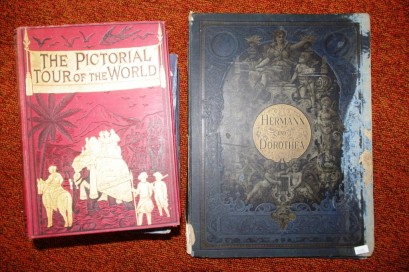 THE PICTORIAL
TOUR OF THE WORLD
HERMANN
UND
DOROTHEA